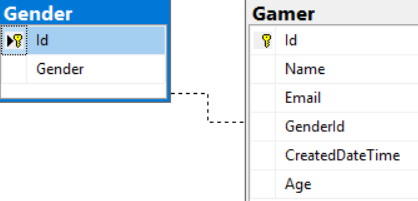 Gender
Id
Gender
Gamer
Id
Name
Email
GenderId
CreatedDateTime
Age